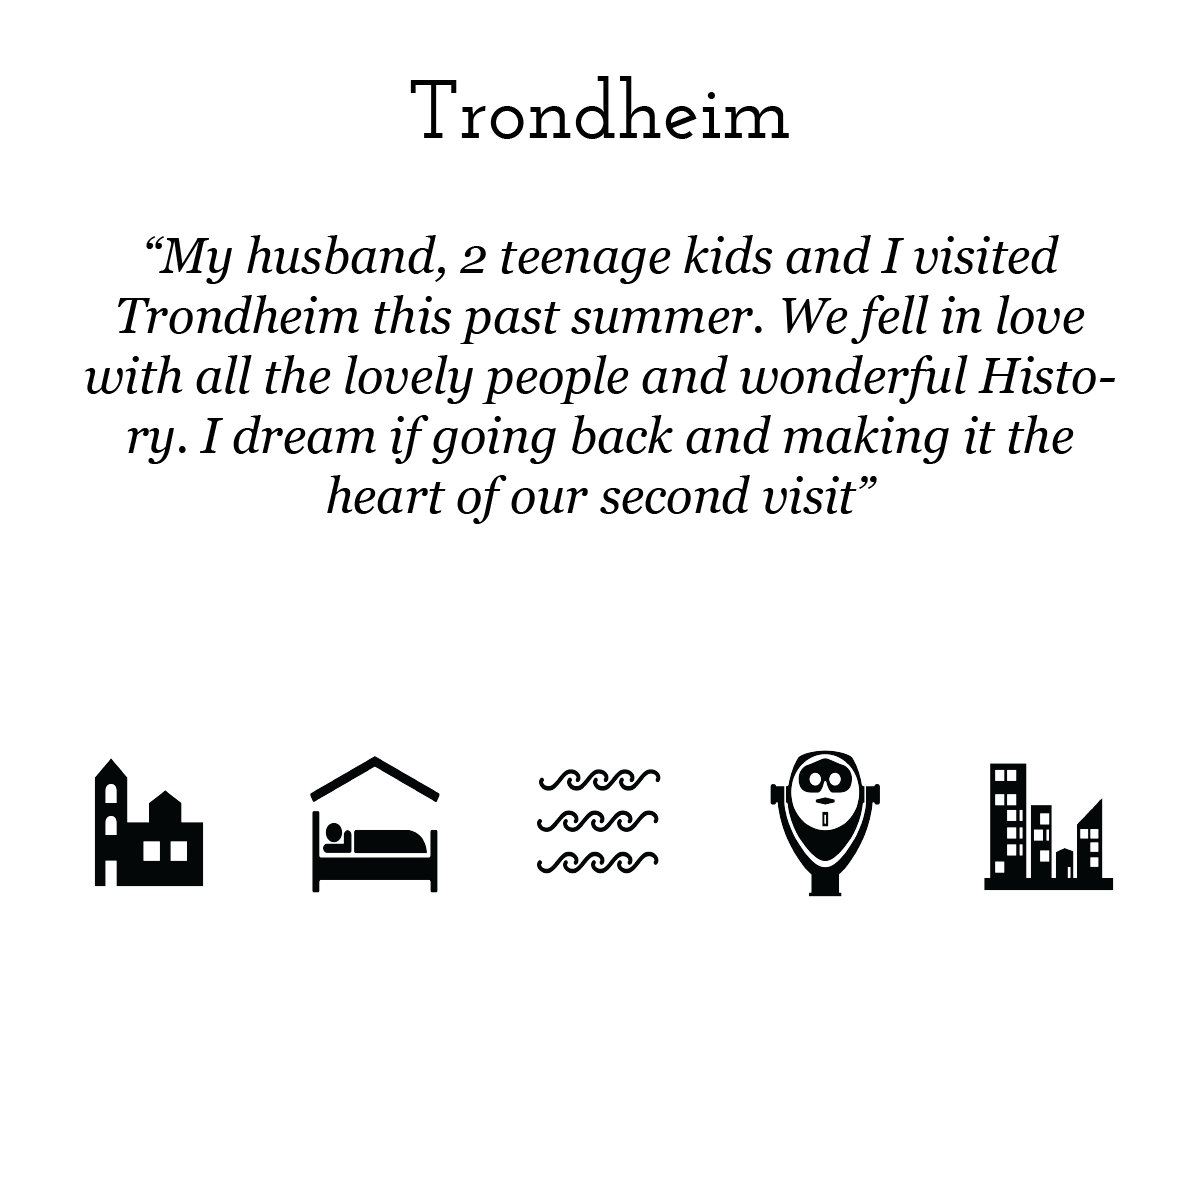 Trondheim
“My husband, 2 teenage kids and I visited
Trondheim this past summer. We fell in love
with all the lovely people and wonderful Histo-
ry. I dream if going back and making it the
heart of our second visit”